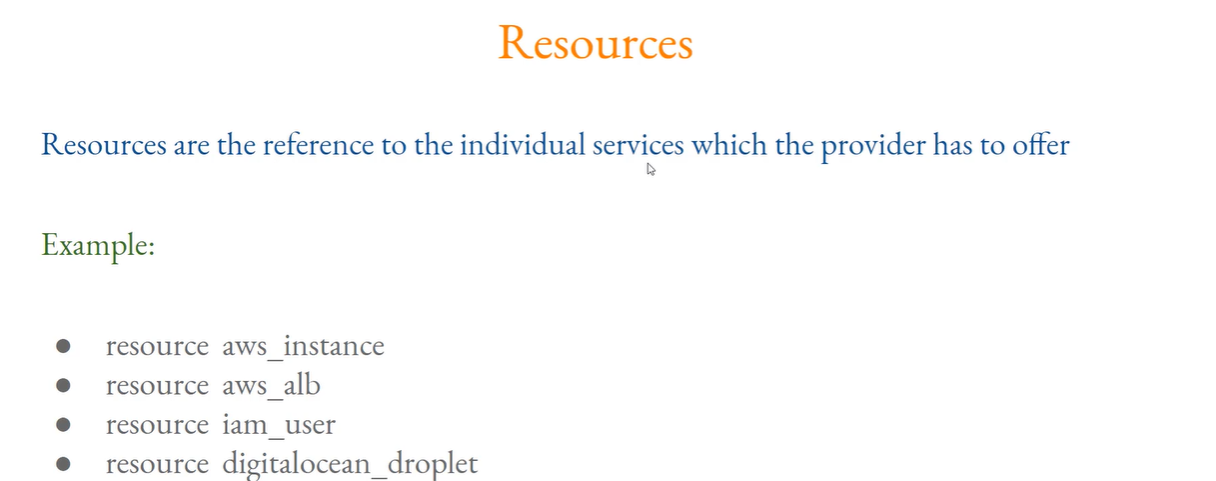 Resources
Resources are the reference to the individual services which the provider has to offer
Example:
● resource aws_instance
● resource aws_alb
● resource iam_user
● resource digitalocean_droplet